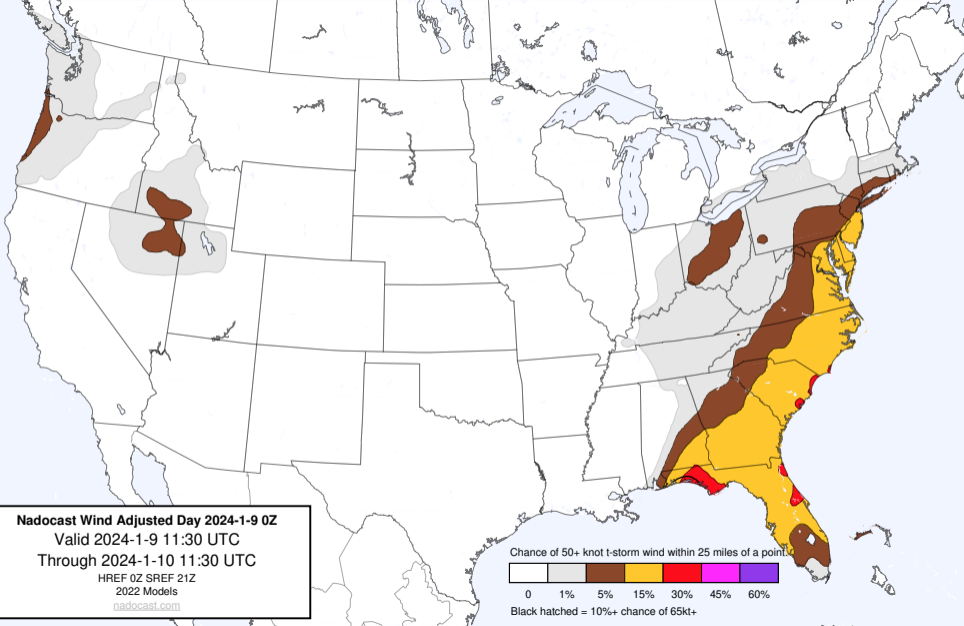 Nadocast Wind Adjusted Day 2024-1-9 0Z
Valid 2024-1-9 11:30 UTC
Through 2024-1-10 11:30 UTC
HREF 0Z SREF 21Z
2022 Models
nadocast.com
Chance of 50+ knot t-storm wind within 25 miles of a point.
0 1% 5% 15% 30% 45% 60%
Black hatched = 10%+ chance of 65kt+